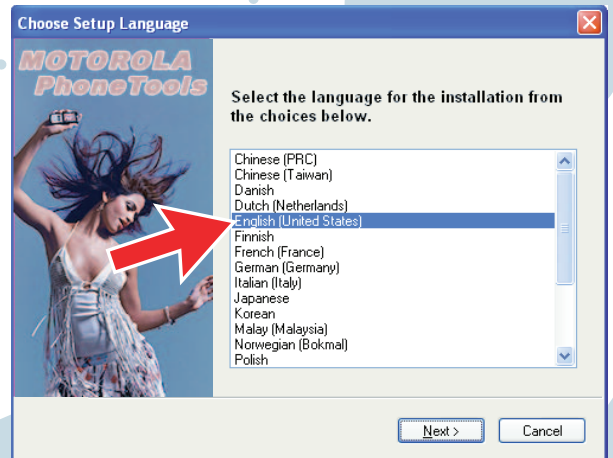 Choose Setup Language
MOTOROLA
PhoneTools
Select the language for the installation from
the choices below.
Chinese (PRC)
Chinese (Taiwan)
Danish
Dutch (Netherlands)
English (United States)
Finnish
French (France)
German (Germany)
Italian (Italy)
Japanese
Korean
Malay (Malaysia)
Norwegian (Bokmal)
Polish
Next >
Cancel